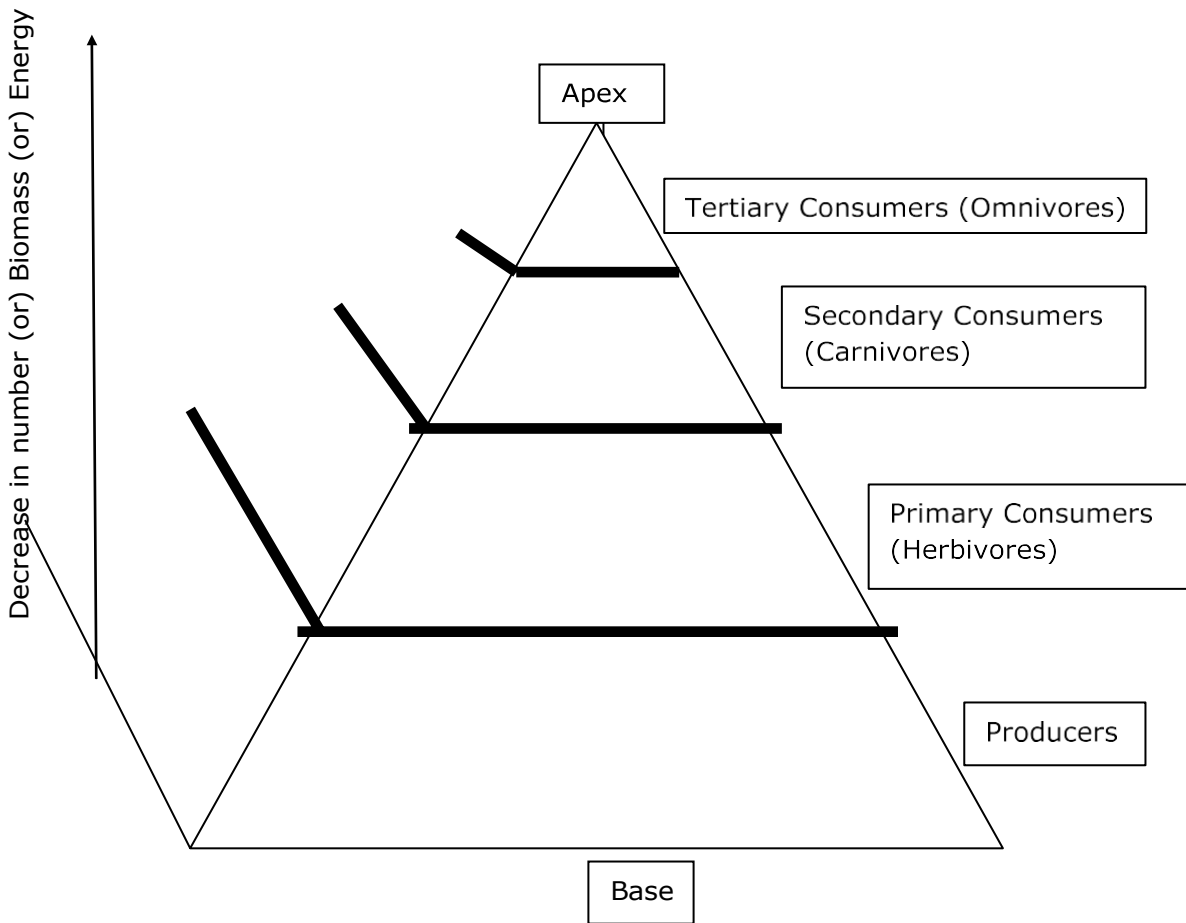 Decrease in number (or) Biomass (or) Energy
Apex
Tertiary Consumers (Omnivores)
Secondary Consumers
(Carnivores)
Primary Consumers
(Herbivores)
Producers
Base